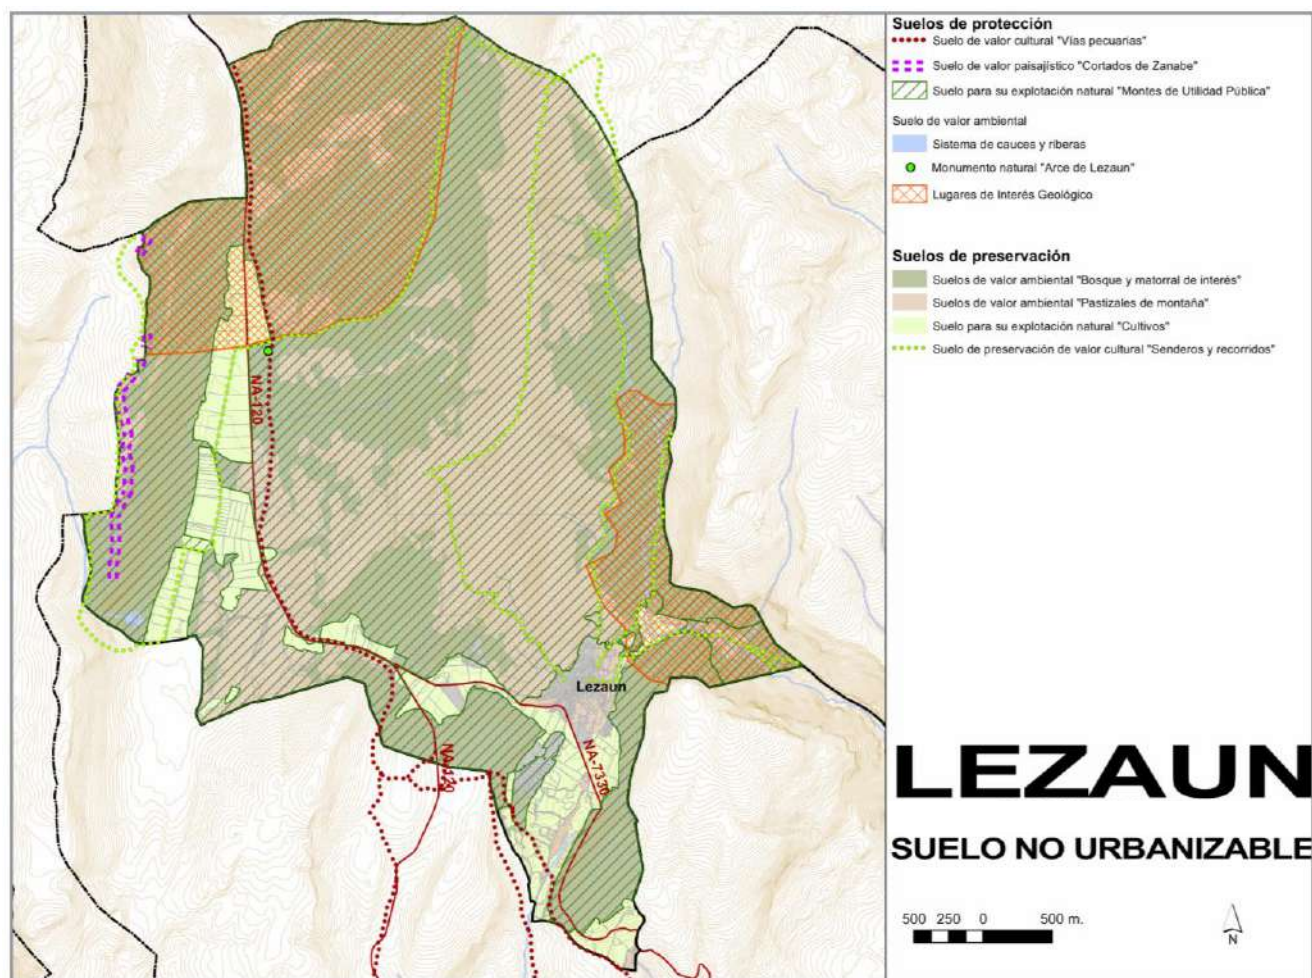 Suelos de protección
Suelo de valor cultural "Vías pecuarias"
Suelo de valor paisajístico "Cortados de Zanabe"
Suelo para su explotación natural "Montes de Utilidad Pública"
Suelo de valor ambiental
Sistema de cauces y riberas
Monumento natural "Arce de Lezaun"
Lugares de Interés Geológico
Suelos de preservación
Suelos de valor ambiental "Bosque y matorral de interés"
Suelos de valor ambiental "Pastizales de montaña"
Suelo para su explotación natural "Cultivos"
Suelo de preservación de valor cultural "Senderos y recorridos"
NA-120
Lezaun
NA-120
NA-7330
LEZAUN
SUELO NO URBANIZABLE
500 250 0 500 m.
N